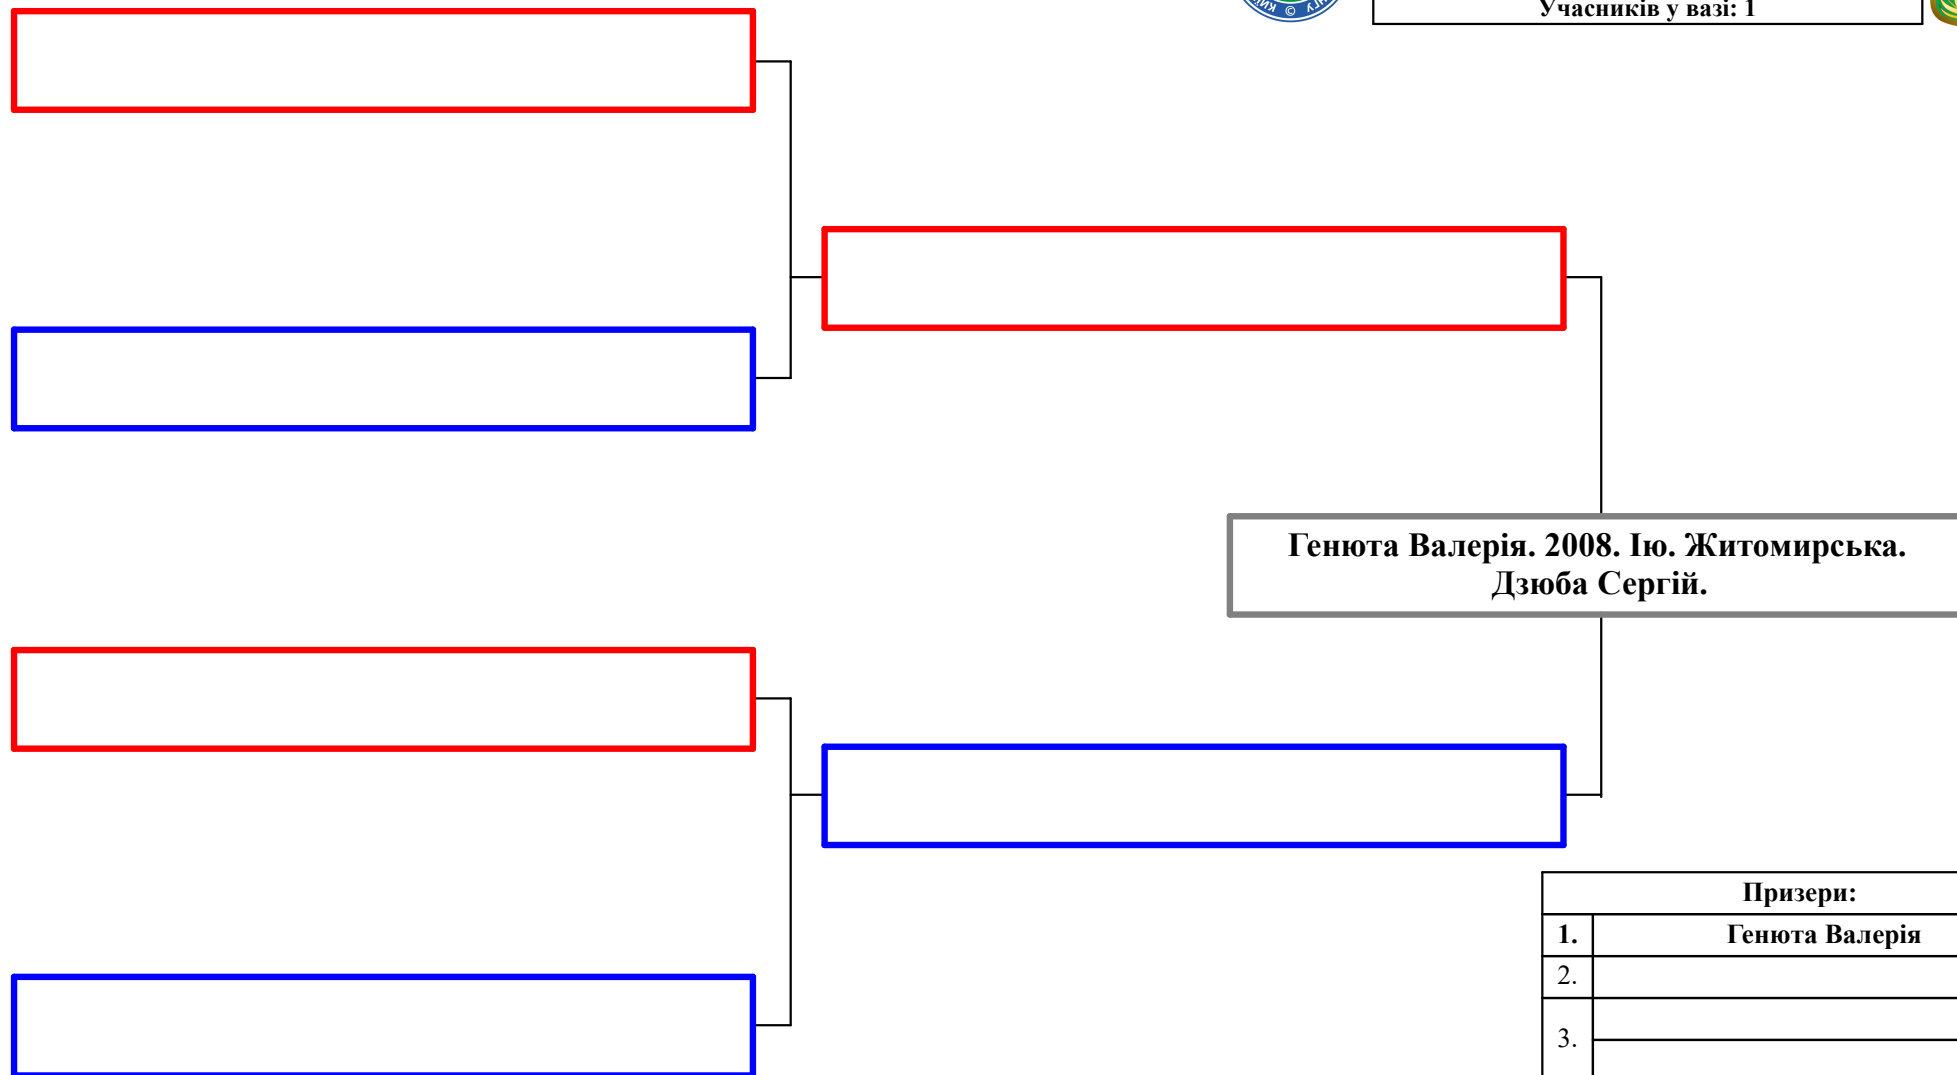 Учасників у вазі: 1
Генюта Валерія. 2008. Ію. Житомирська.
Дзюба Сергій.
Призери:
1. Генюта Валерія
2.
3.